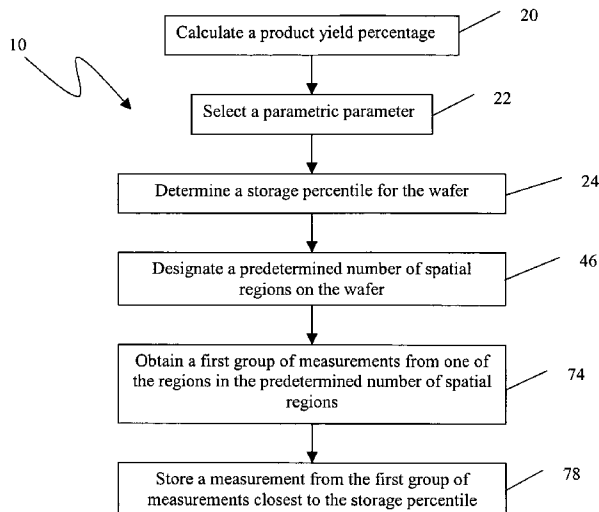 Calculate a product yield percentage
20
10
Select a parametric parameter
22
Determine a storage percentile for the wafer
24
Designate a predetermined number of spatial
regions on the wafer
46
Obtain a first group of measurements from one of
the regions in the predetermined number of spatial
regions
74
Store a measurement from the first group of
measurements closest to the storage percentile
78